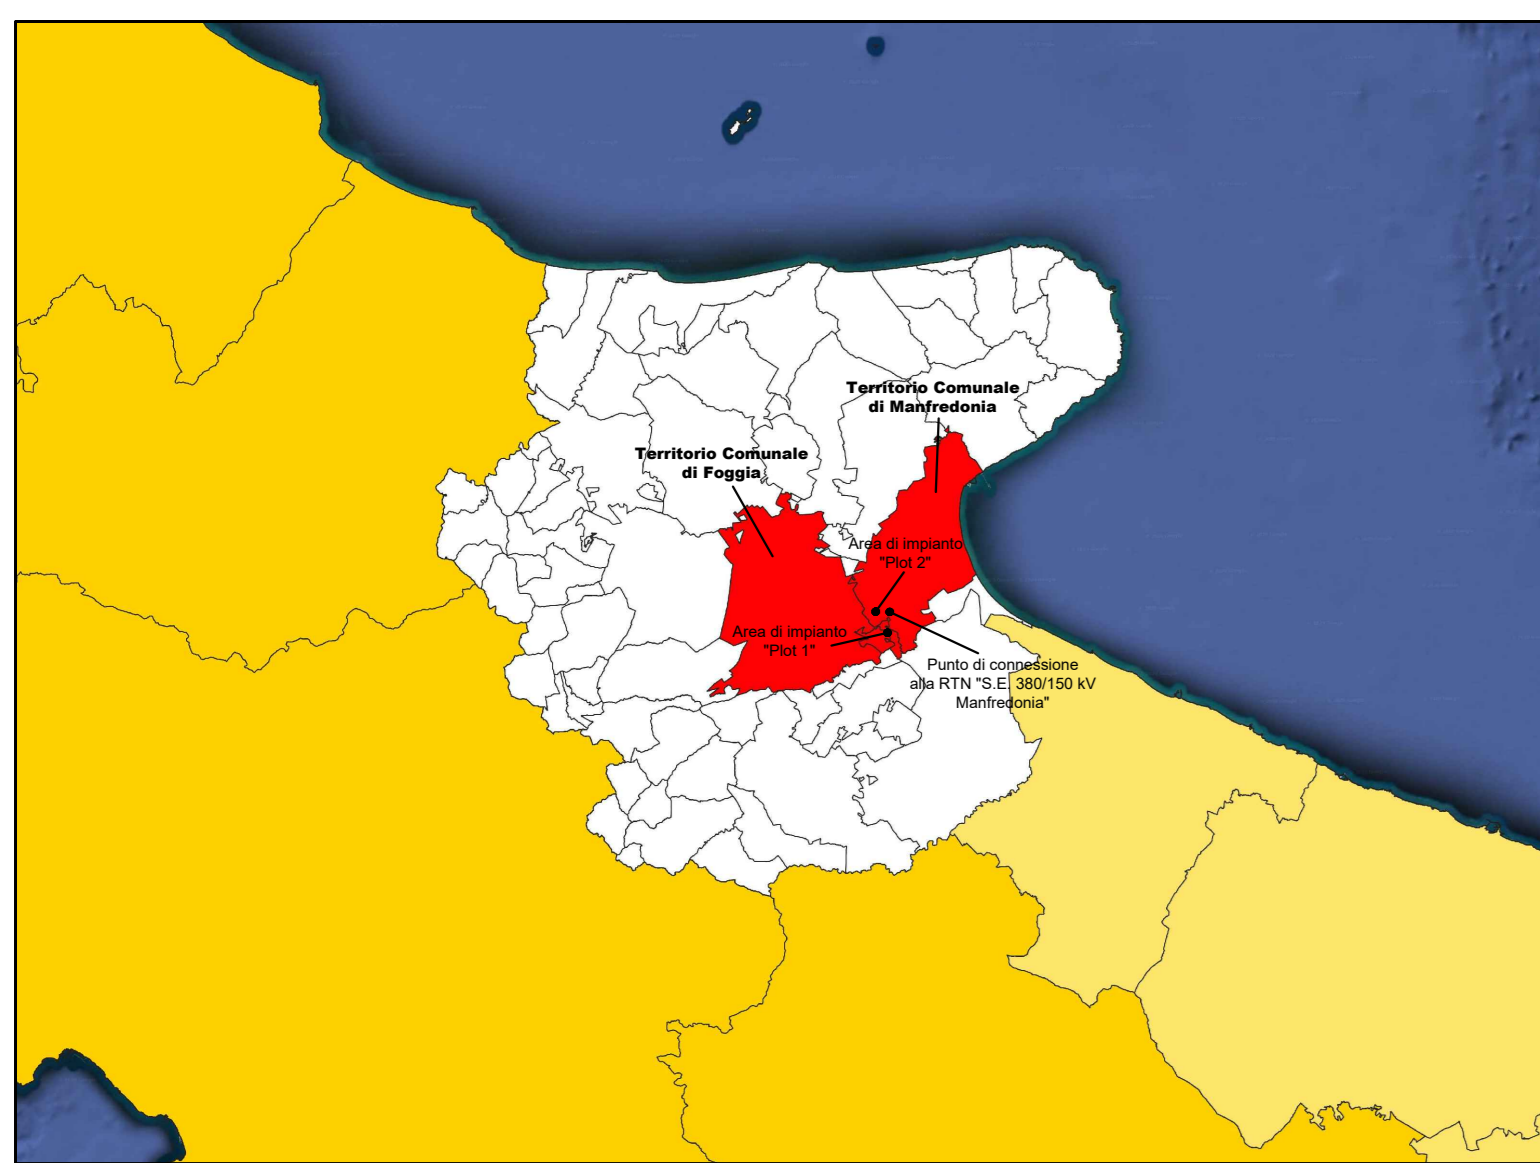 Territorio Comunale
di Manfredonia
Territorio Comunale
di Foggia
Area di impianto
"Plot 2"
Area di impianto
"Plot 1"
Punto di connessione
alla RTN "S.E. 380/150 kV
Manfredonia"